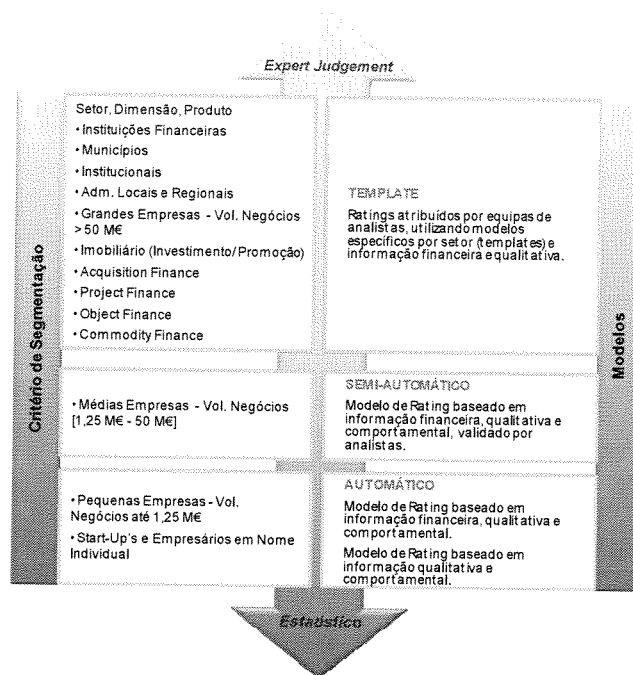 Expert Judgement
Critério de Segmentação
Setor, Dimensão, Produto
• Instituições Financeiras
• Municípios
• Institucionais
• Adm. Locais e Regionais
• Grandes Empresas - Vol. Negócios
> 50 M€
• Imobiliário (Investimento/Promoção)
• Acquisition Finance
• Project Finance
• Object Finance
• Commodity Finance
TEMPLATE
Ratings atribuídos por equipas de
analistas, utilizando modelos
específicos por setor (templates) e
informação financeira e qualitativa.
Modelos
• Médias Empresas - Vol. Negócios
[1,25 M€ - 50 M€]
SEMI-AUTOMÁTICO
Modelo de Rating baseado em
informação financeira, qualitativa e
comportamental, validado por
analistas.
• Pequenas Empresas - Vol.
Negócios até 1,25 M€
• Start-Up's e Empresários em Nome
Individual
AUTOMÁTICO
Modelo de Rating baseado em
informação financeira, qualitativa e
comportamental.
Modelo de Rating baseado em
informação qualitativa e
comportamental.
Estatístico